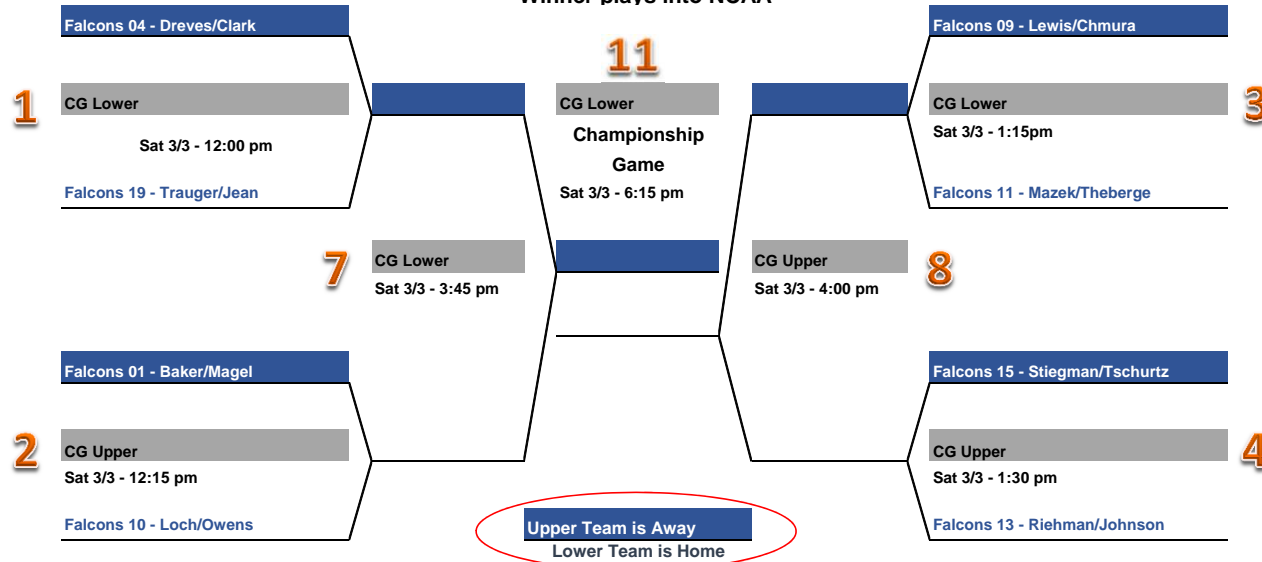 Winner plays into NCAA
Falcons 04 - Dreves/Clark
Falcons 09 - Lewis/Chmura
11
1
CG Lower
CG Lower
CG Lower
3
Sat 3/3 - 12:00 pm
Championship
Game
Sat 3/3 - 6:15 pm
Sat 3/3 - 1:15pm
Falcons 19 - Trauger/Jean
Falcons 11 - Mazek/Theberge
7
CG Lower
Sat 3/3 - 3:45 pm
CG Upper
Sat 3/3 - 4:00 pm
8
Falcons 01 - Baker/Magel
Falcons 15 - Stiegman/Tschurtz
2
CG Upper
Sat 3/3 - 12:15 pm
CG Upper
Sat 3/3 - 1:30 pm
4
Falcons 10 - Loch/Owens
Falcons 13 - Riehman/Johnson
Upper Team is Away
Lower Team is Home